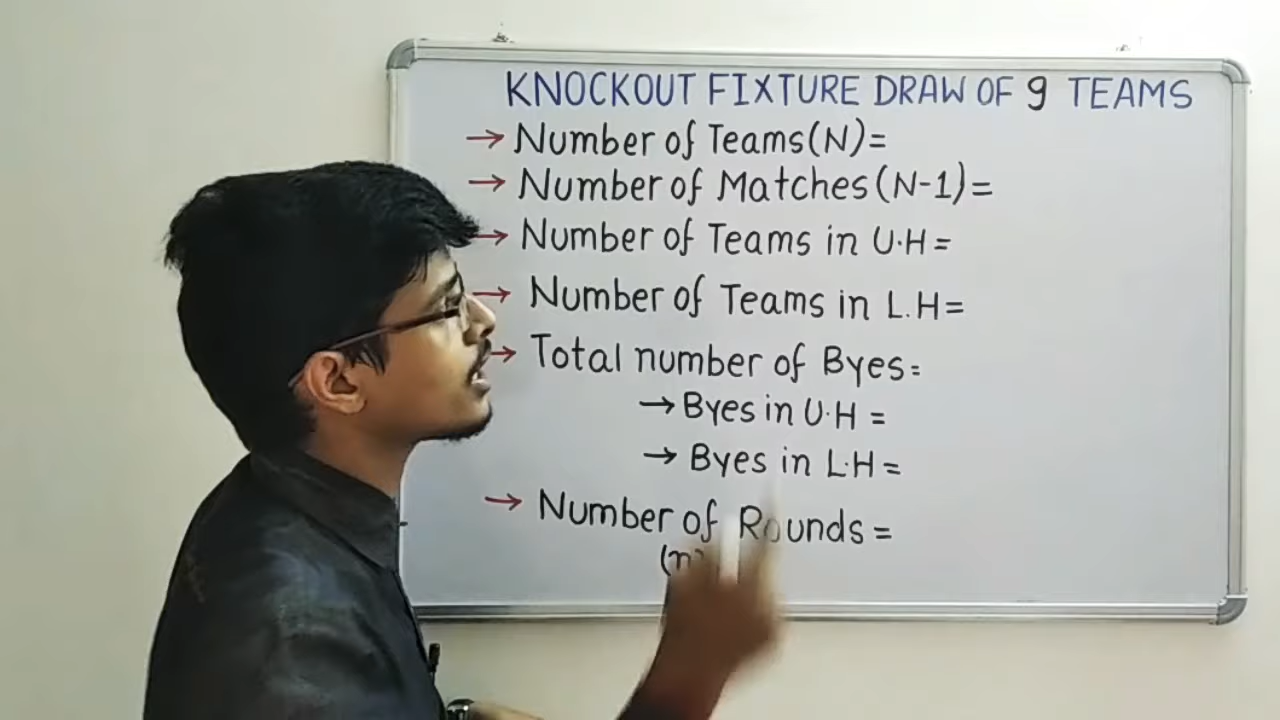 KNOCKOUT FIXTURE DRAW OF 9 TEAMS
→ Number of Teams(N)=
→ Number of Matches(N-1)=
→ Number of Teams in U.H=
→ Number of Teams in L.H=
→ Total number of Byes=
→ Byes in U.H =
→ Byes in L.H=
→ Number of Rounds=
(n)